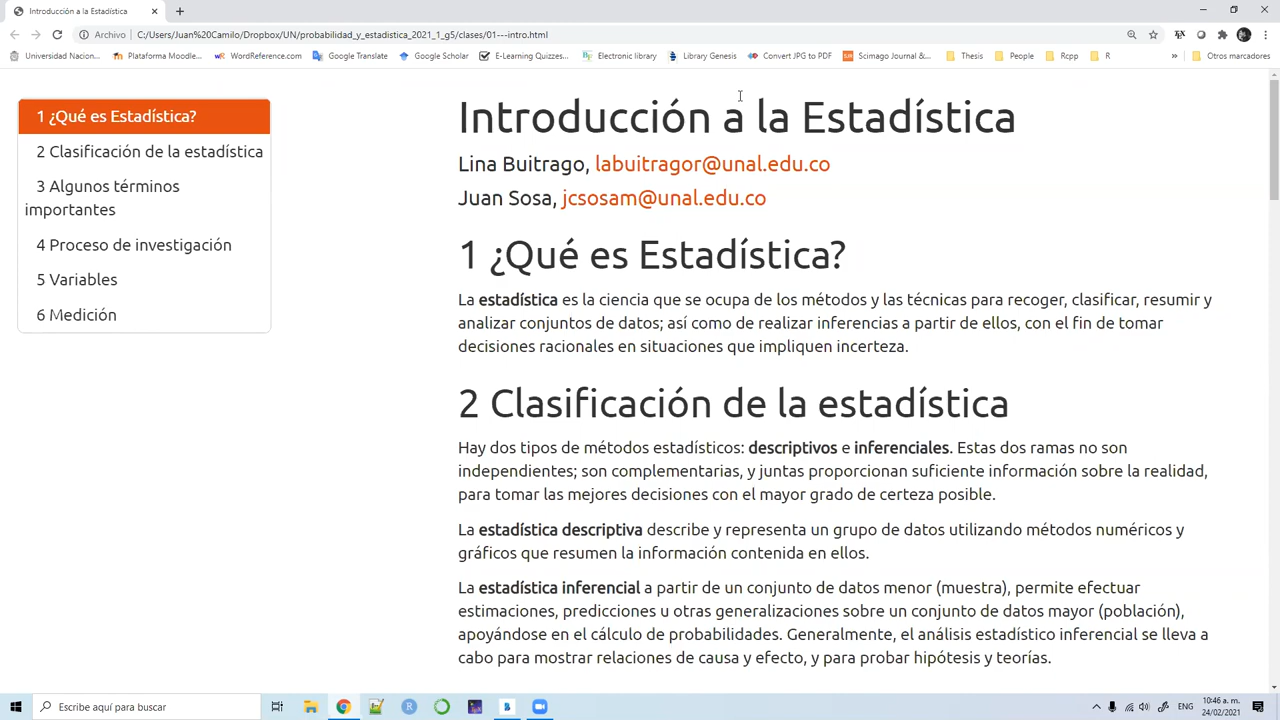 Introducción a la Estadística
Archivo
C:/Users/Juan%20Camilo/Dropbox/UN/probabilidad_y_estadistica_2021_1_g5/clases/01---intro.html
Universidad Nacion...
Plataforma Moodle...
WordReference.com
Google Translate
Google Scholar
E-Learning Quizzes...
Electronic library
Library Genesis
Convert JPG to PDF
Scimago Journal &...
Thesis
People
Rcpp
R
»
Otros marcadores
1 ¿Qué es Estadística?
2 Clasificación de la estadística
3 Algunos términos
importantes
4 Proceso de investigación
5 Variables
6 Medición
Introducción a la Estadística
Lina Buitrago, labuitragor@unal.edu.co
Juan Sosa, jcsosam@unal.edu.co
1 ¿Qué es Estadística?
La estadística es la ciencia que se ocupa de los métodos y las técnicas para recoger, clasificar, resumir y
analizar conjuntos de datos; así como de realizar inferencias a partir de ellos, con el fin de tomar
decisiones racionales en situaciones que impliquen incerteza.
2 Clasificación de la estadística
Hay dos tipos de métodos estadísticos: descriptivos e inferenciales. Estas dos ramas no son
independientes; son complementarias, y juntas proporcionan suficiente información sobre la realidad,
para tomar las mejores decisiones con el mayor grado de certeza posible.
La estadística descriptiva describe y representa un grupo de datos utilizando métodos numéricos y
gráficos que resumen la información contenida en ellos.
La estadística inferencial a partir de un conjunto de datos menor (muestra), permite efectuar
estimaciones, predicciones u otras generalizaciones sobre un conjunto de datos mayor (población),
apoyándose en el cálculo de probabilidades. Generalmente, el análisis estadístico inferencial se lleva a
cabo para mostrar relaciones de causa y efecto, y para probar hipótesis y teorías.
Escribe aquí para buscar
ENG
10:46 a. m.
24/02/2021